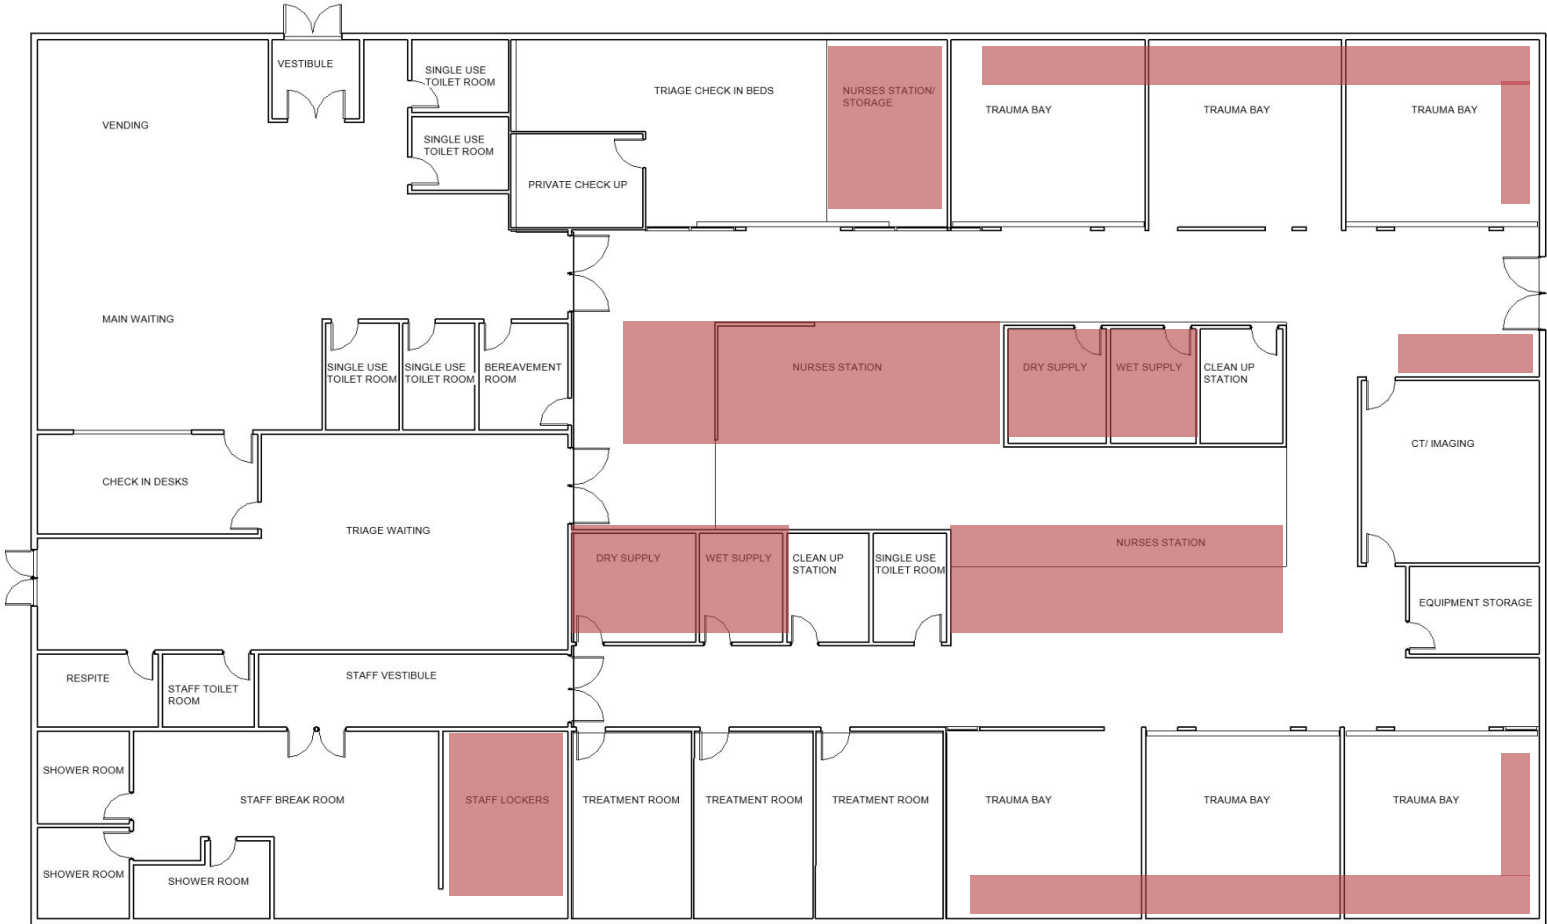 VESTIBULE
SINGLE USE
TOILET ROOM
TRIAGE CHECK IN BEDS
NURSES STATION/
STORAGE
TRAUMA BAY
TRAUMA BAY
TRAUMA BAY
VENDING
SINGLE USE
TOILET ROOM
PRIVATE CHECK UP
MAIN WAITING
SINGLE USE
TOILET ROOM
SINGLE USE
TOILET ROOM
BEREAVEMENT
ROOM
NURSES STATION
DRY SUPPLY
WET SUPPLY
CLEAN UP
STATION
CT/ IMAGING
CHECK IN DESKS
TRIAGE WAITING
DRY SUPPLY
WET SUPPLY
CLEAN UP
STATION
SINGLE USE
TOILET ROOM
NURSES STATION
EQUIPMENT STORAGE
RESPITE
STAFF TOILET
ROOM
STAFF VESTIBULE
SHOWER ROOM
STAFF BREAK ROOM
STAFF LOCKERS
TREATMENT ROOM
TREATMENT ROOM
TREATMENT ROOM
TRAUMA BAY
TRAUMA BAY
TRAUMA BAY
SHOWER ROOM
SHOWER ROOM